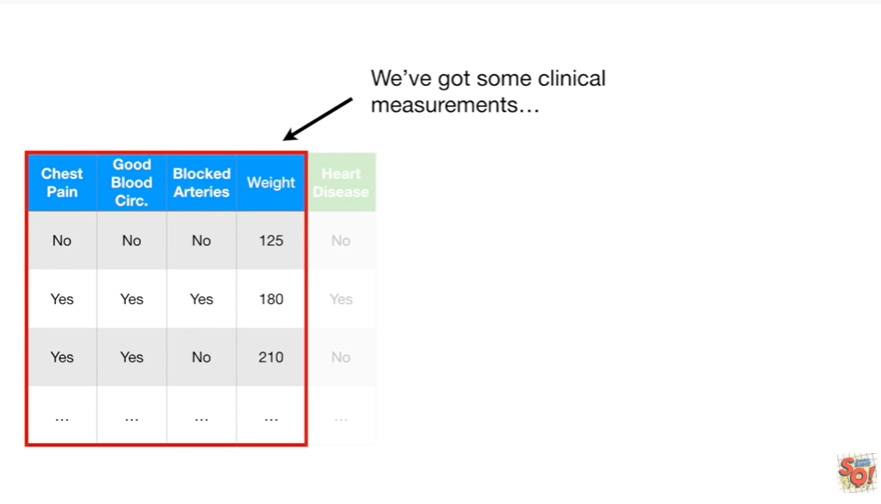 We've got some clinical
measurements…
Chest Pain Good Blood Circ. Blocked Arteries Weight Heart Disease
No No No 125 No
Yes Yes Yes 180 Yes
Yes Yes No 210 No
… … … … …
SQ!